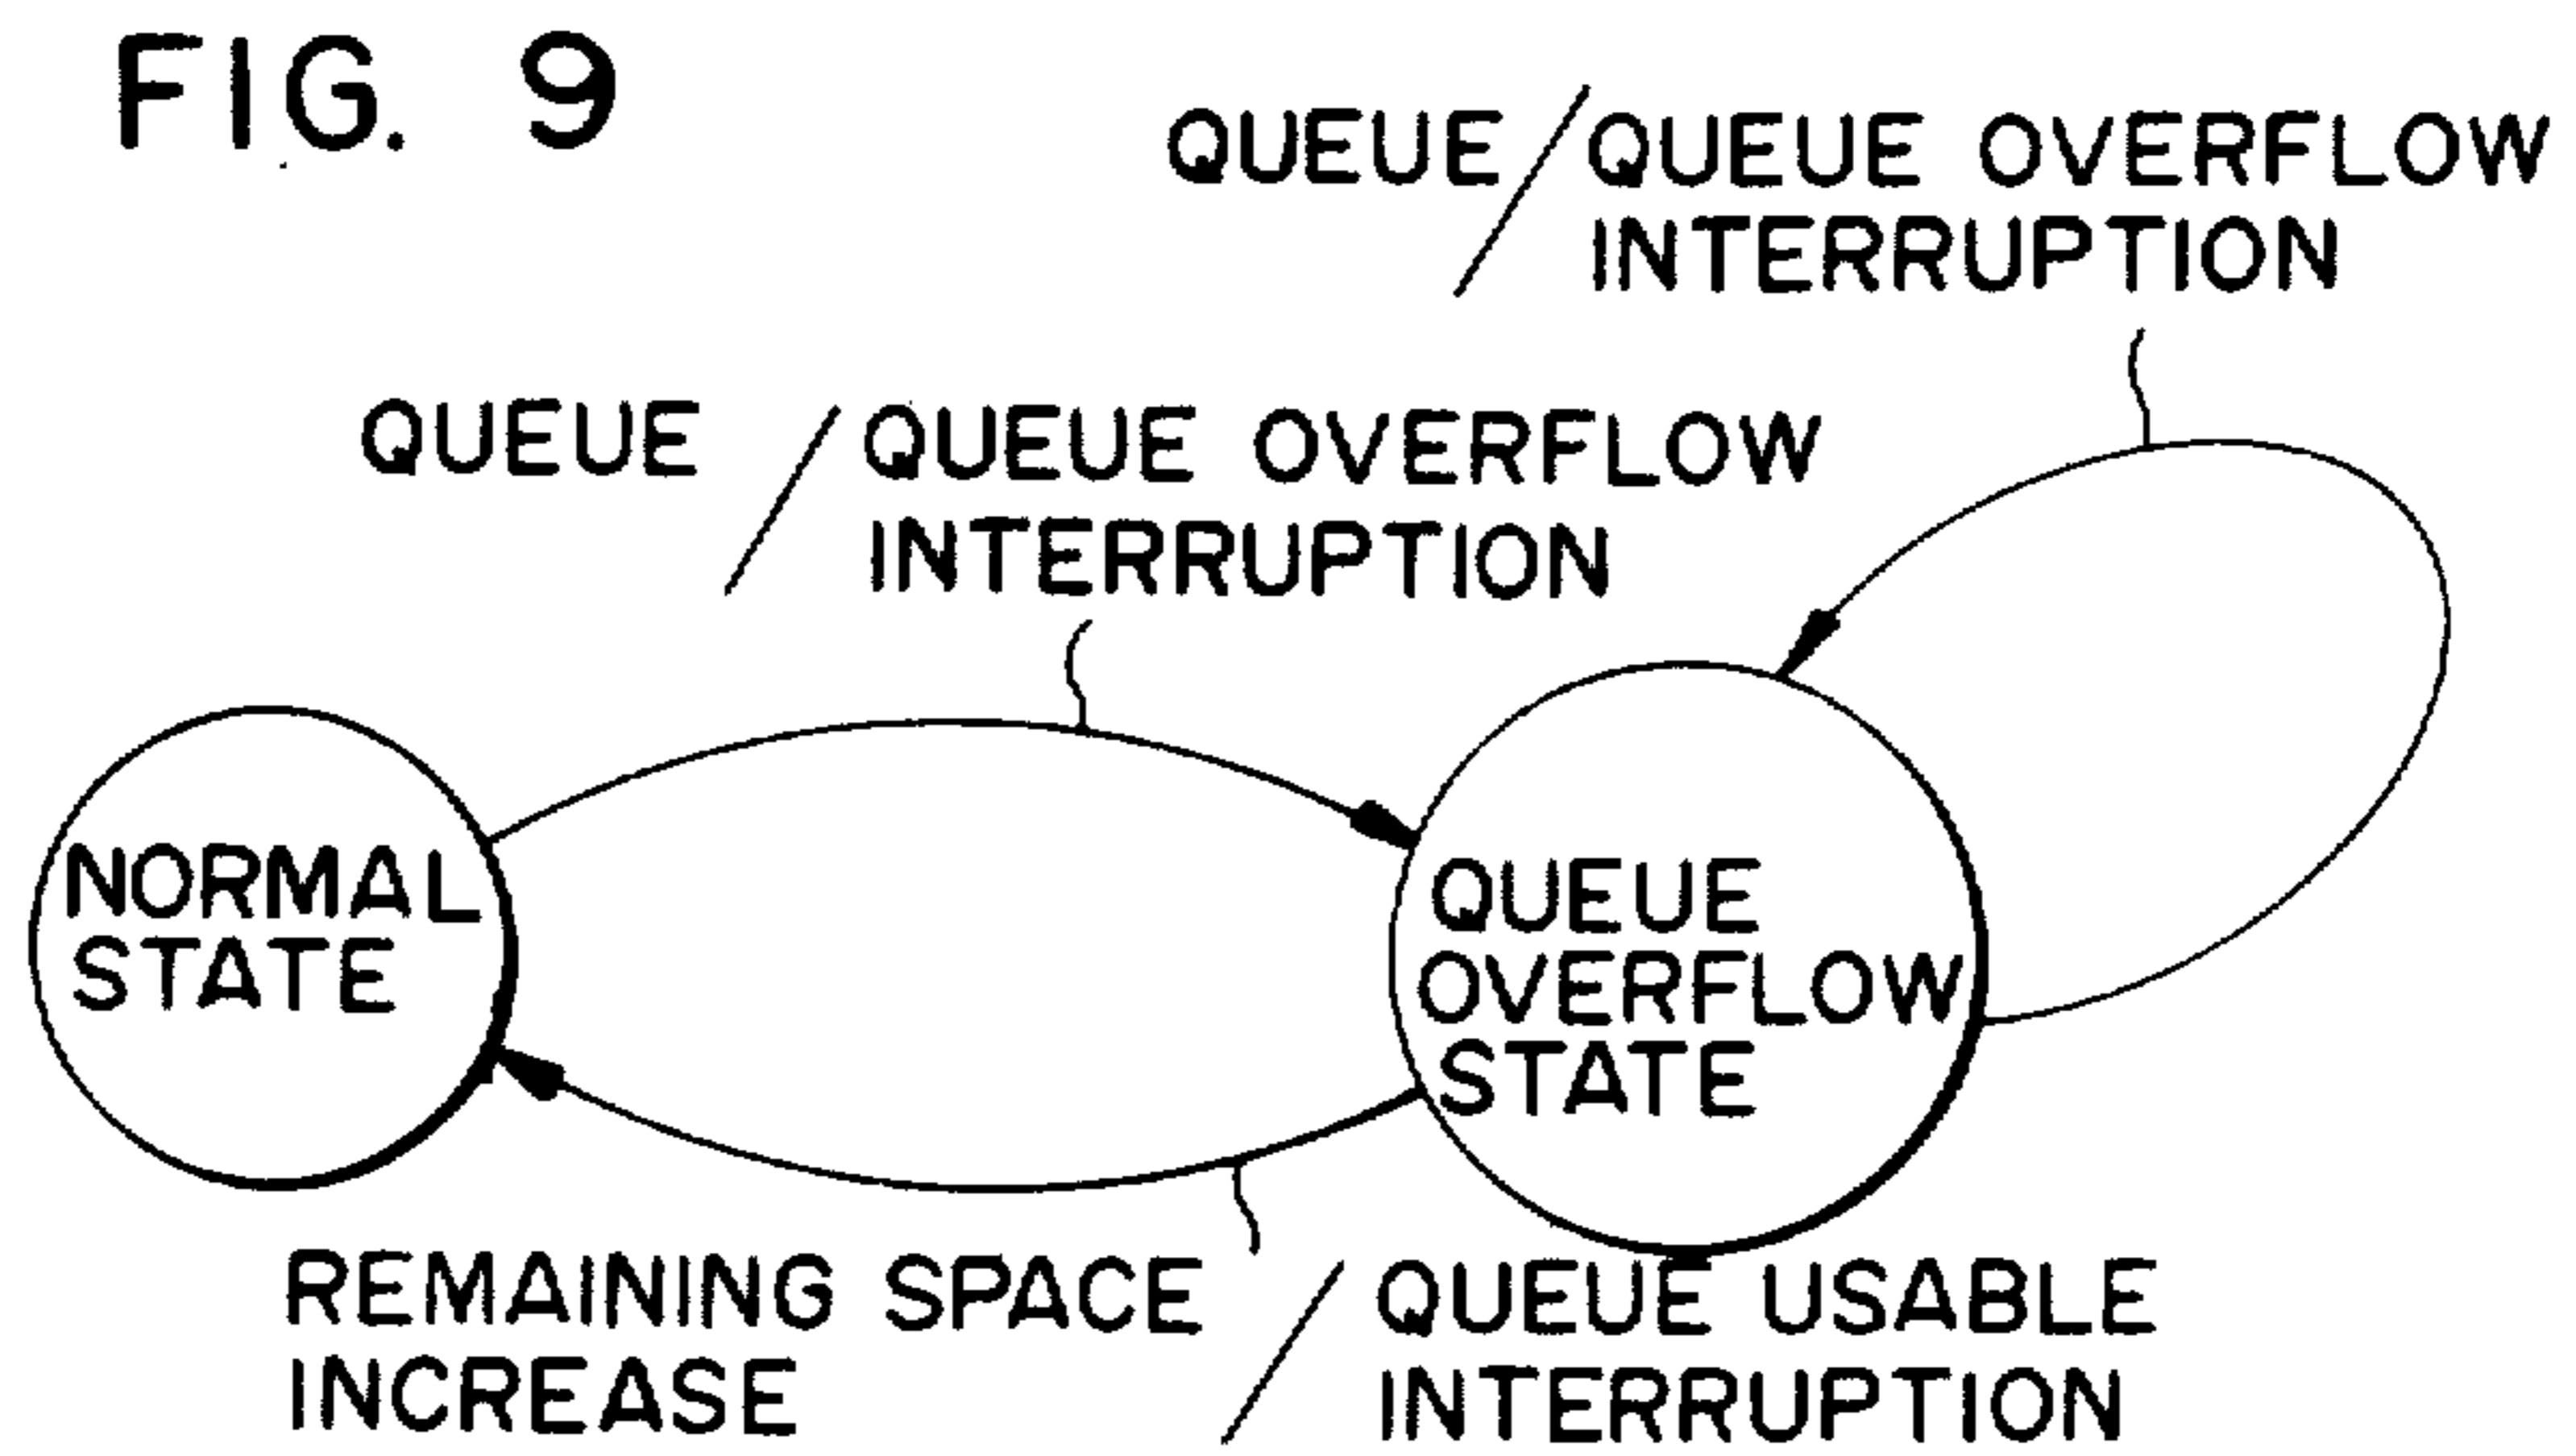 FIG. 9
QUEUE / QUEUE OVERFLOW
INTERRUPTION
QUEUE / QUEUE OVERFLOW
INTERRUPTION
NORMAL
STATE
QUEUE
OVERFLOW
STATE
REMAINING SPACE / QUEUE USABLE
INCREASE INTERRUPTION